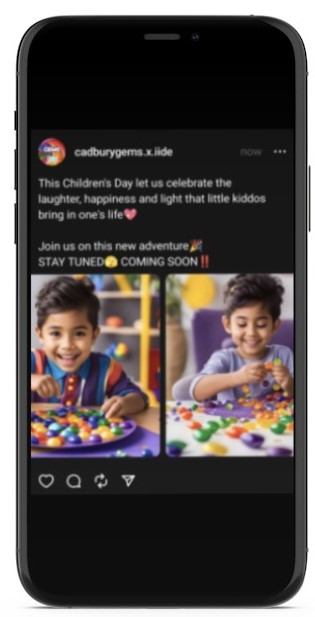 cadburygems.x.iide now
This Children's Day let us celebrate the
laughter, happiness and light that little kiddos
bring in one's life💖
Join us on this new adventure🎉
STAY TUNED🫣 COMING SOON‼️